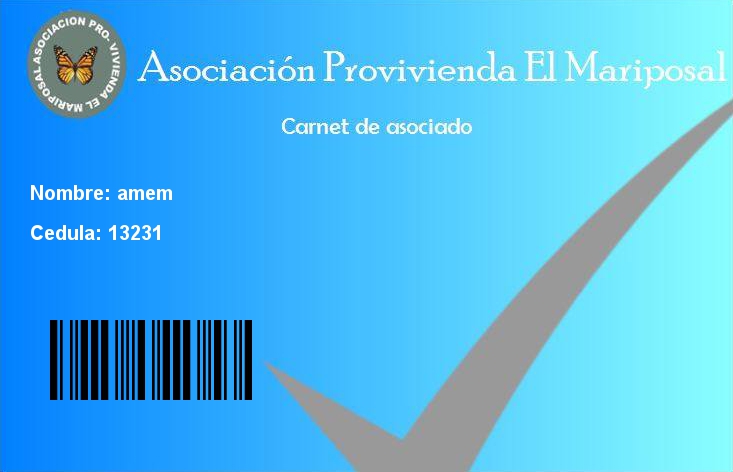 ASOCIACION PRO-VIVIENDA EL MARIPOSAL
Asociación Provivienda El Mariposal
Carnet de asociado
Nombre: amem
Cedula: 13231